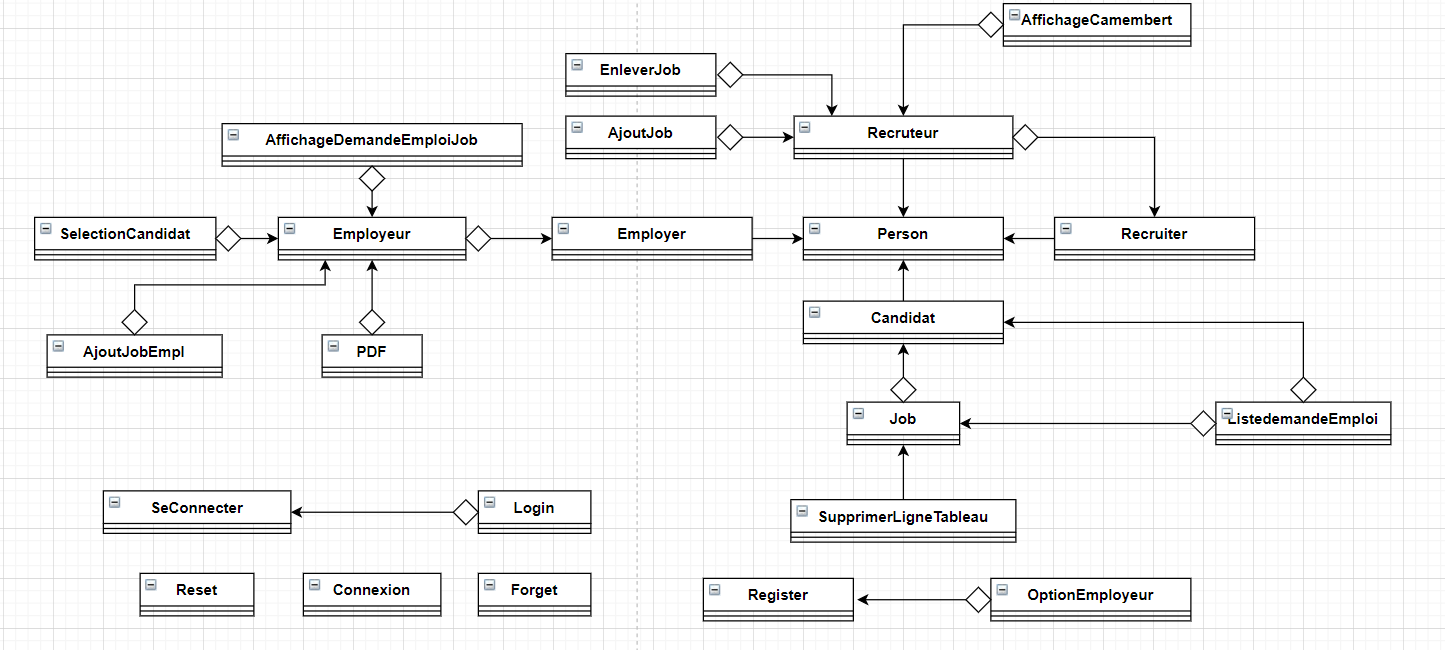 AffichageCamembert
EnleverJob
AjoutJob
Recruteur
AffichageDemandeEmploiJob
SelectionCandidat
Employeur
Employer
Person
Recruiter
Candidat
AjoutJobEmpl
PDF
Job
ListedemandeEmploi
SeConnecter
Login
SupprimerLigneTableau
Reset
Connexion
Forget
Register
OptionEmployeur